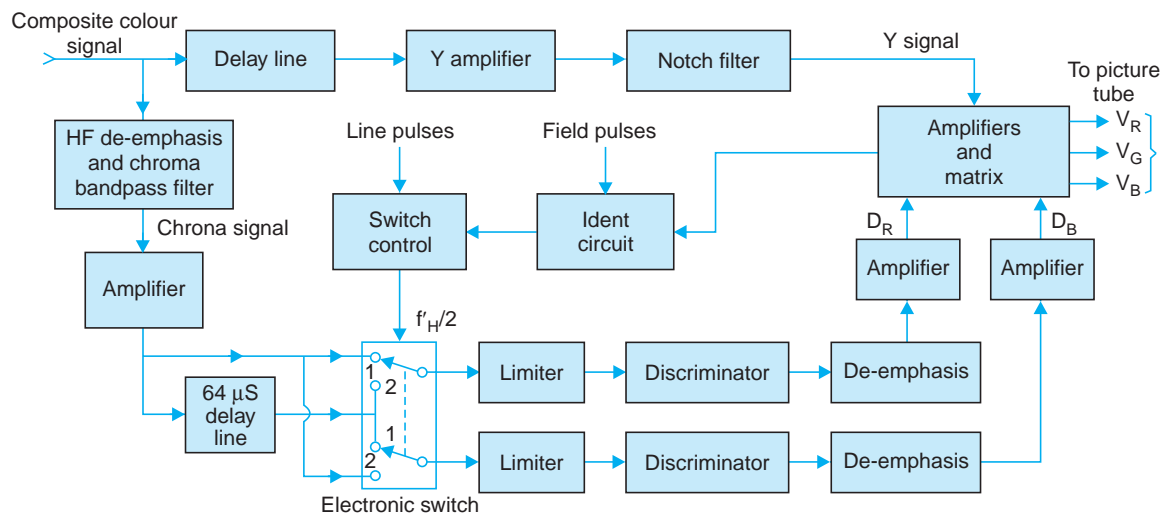 Composite colour
signal
Delay line
Y amplifier
Notch filter
Y signal
To picture
tube
HF de-emphasis
and chroma
bandpass filter
Line pulses
Field pulses
Amplifiers
and
matrix
V_R
V_G
V_B
Chrona signal
Switch
control
Ident
circuit
D_R
D_B
Amplifier
Amplifier
Amplifier
f'_H/2
1
2
Limiter
Discriminator
De-emphasis
64 μS
delay
line
1
2
Limiter
Discriminator
De-emphasis
Electronic switch